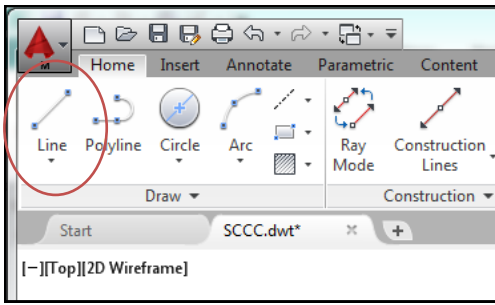 M Home Insert Annotate Parametric Content
Line Polyline Circle Arc Ray Mode Construction Lines
Draw Construction
Start SCCC.dwt*
[−][Top][2D Wireframe]